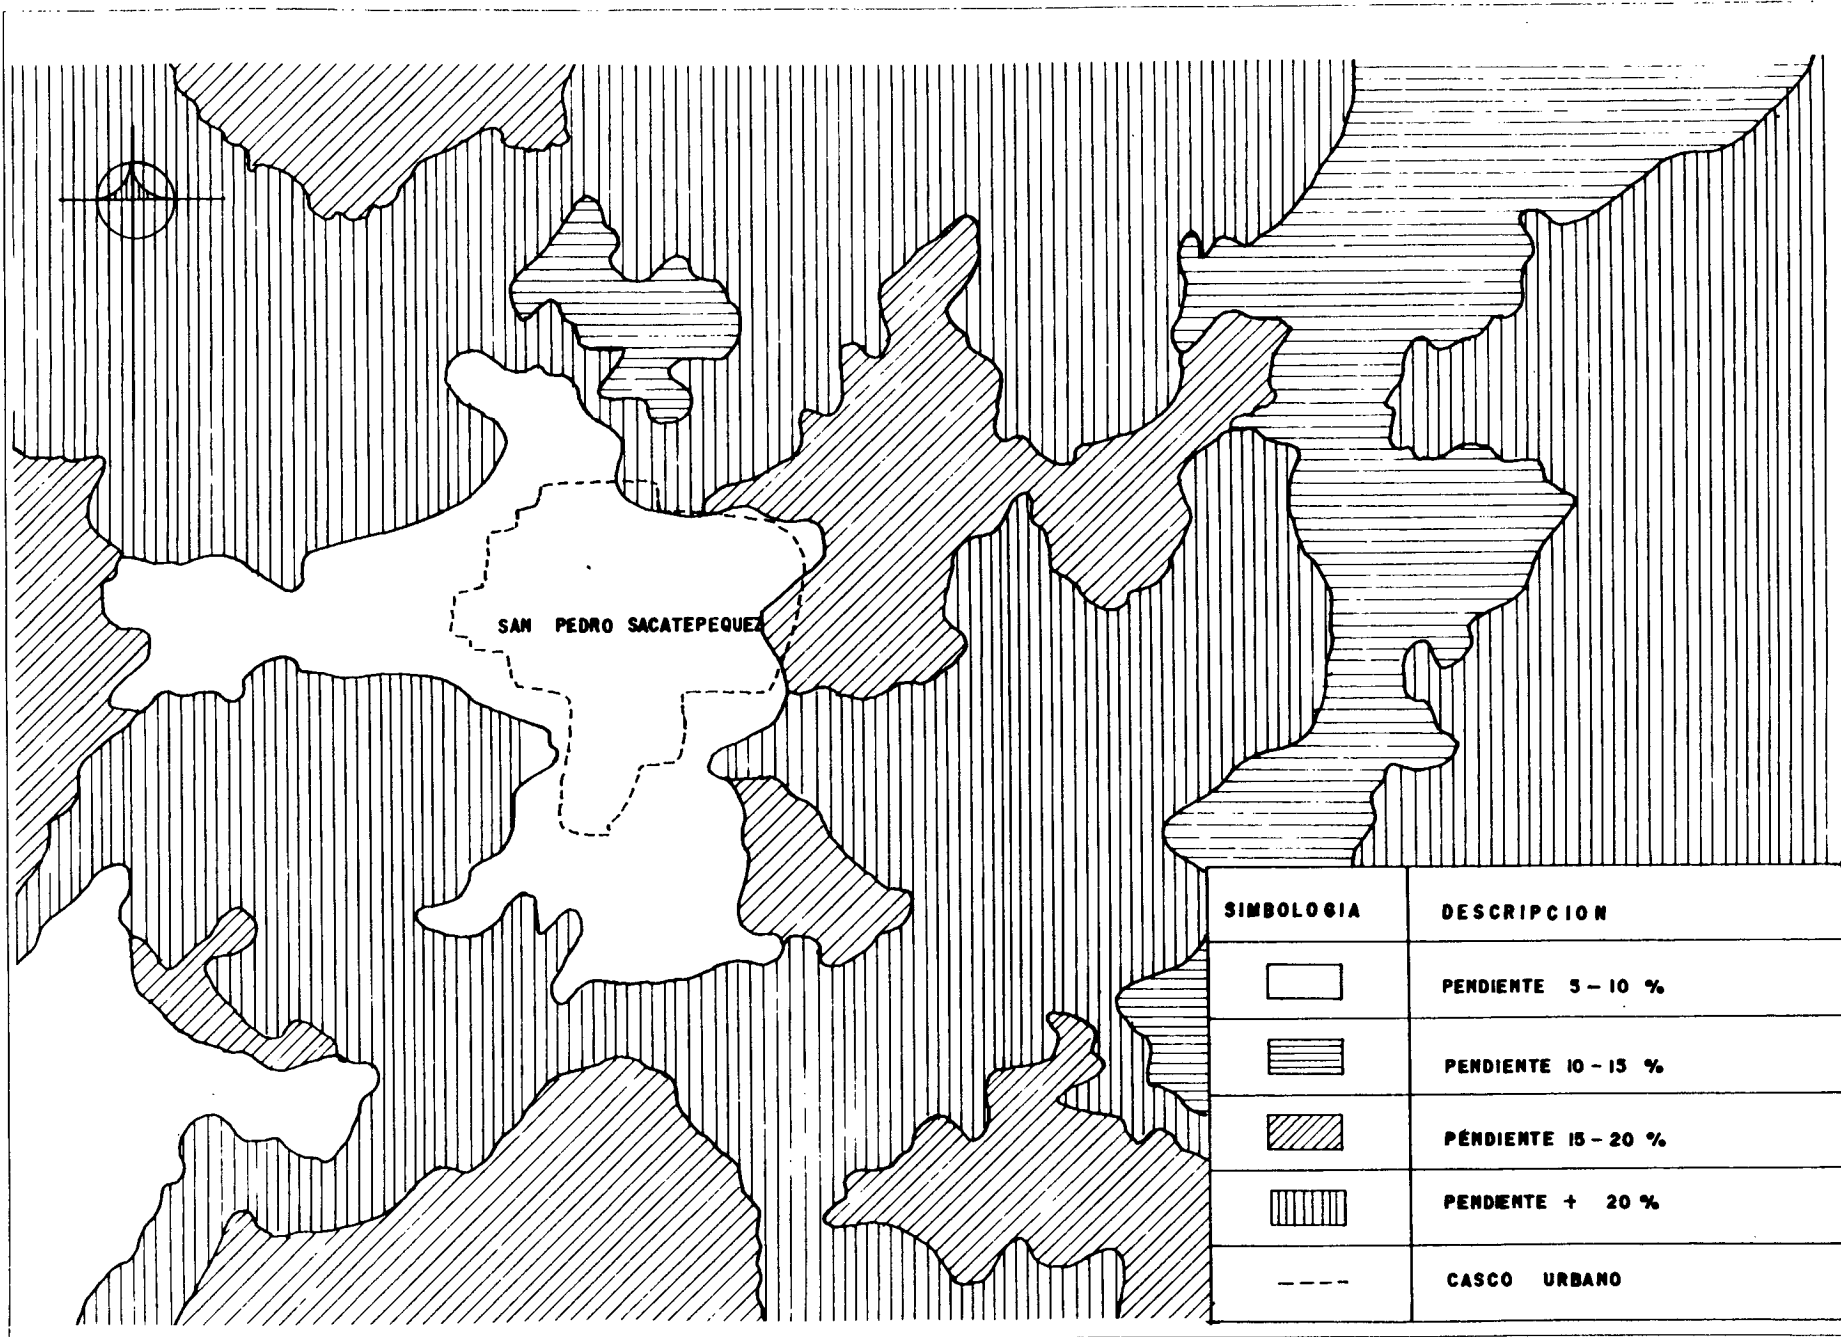 SAN PEDRO SACATEPEQUEZ
SIMBOLOGIA DESCRIPCION
PENDIENTE 5-10 %
PENDIENTE 10-15 %
PENDIENTE 15-20 %
PENDIENTE + 20 %
CASCO URBANO